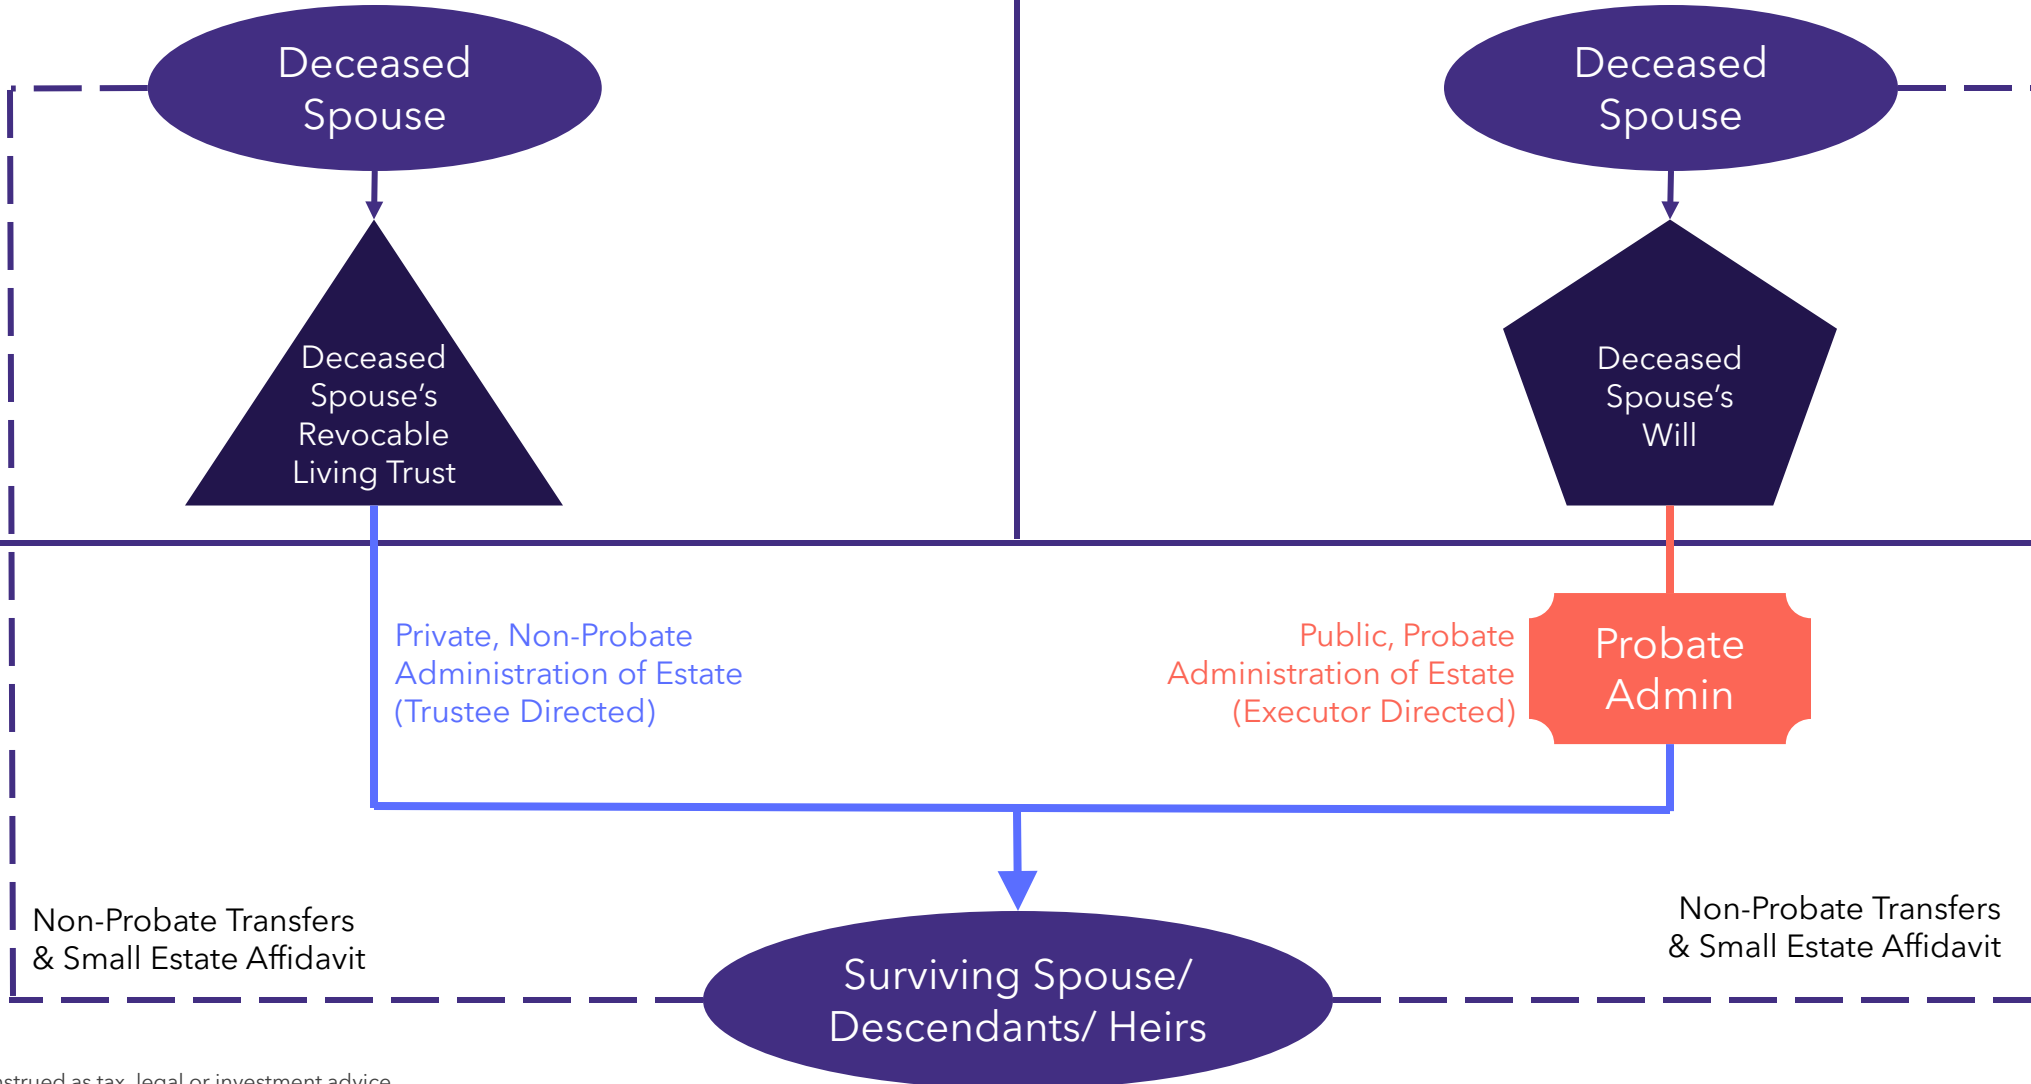 Deceased
Spouse
Deceased
Spouse
Deceased
Spouse's
Revocable
Living Trust
Deceased
Spouse's
Will
Private, Non-Probate
Administration of Estate
(Trustee Directed)
Public, Probate
Administration of Estate
(Executor Directed)
Probate
Admin
Non-Probate Transfers
& Small Estate Affidavit
Non-Probate Transfers
& Small Estate Affidavit
Surviving Spouse/
Descendants/ Heirs
as tax, legal or investment advice